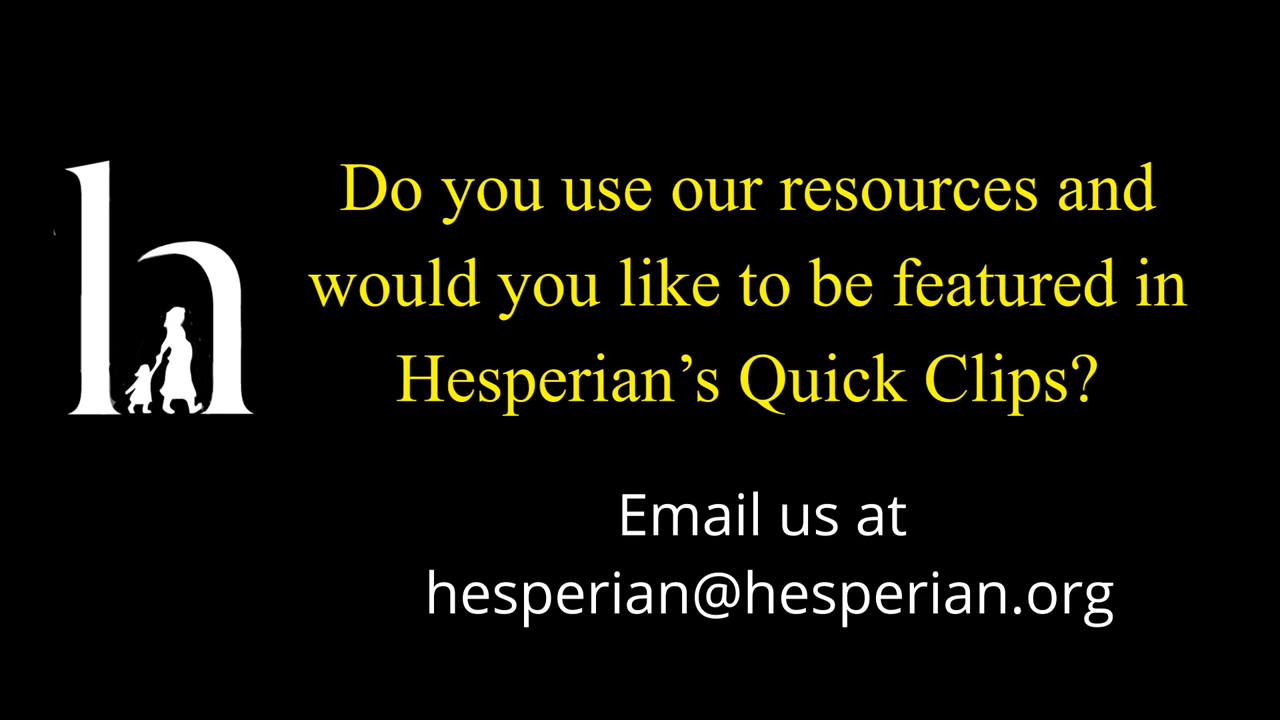 h
Do you use our resources and
would you like to be featured in
Hesperian’s Quick Clips?
Email us at
hesperian@hesperian.org